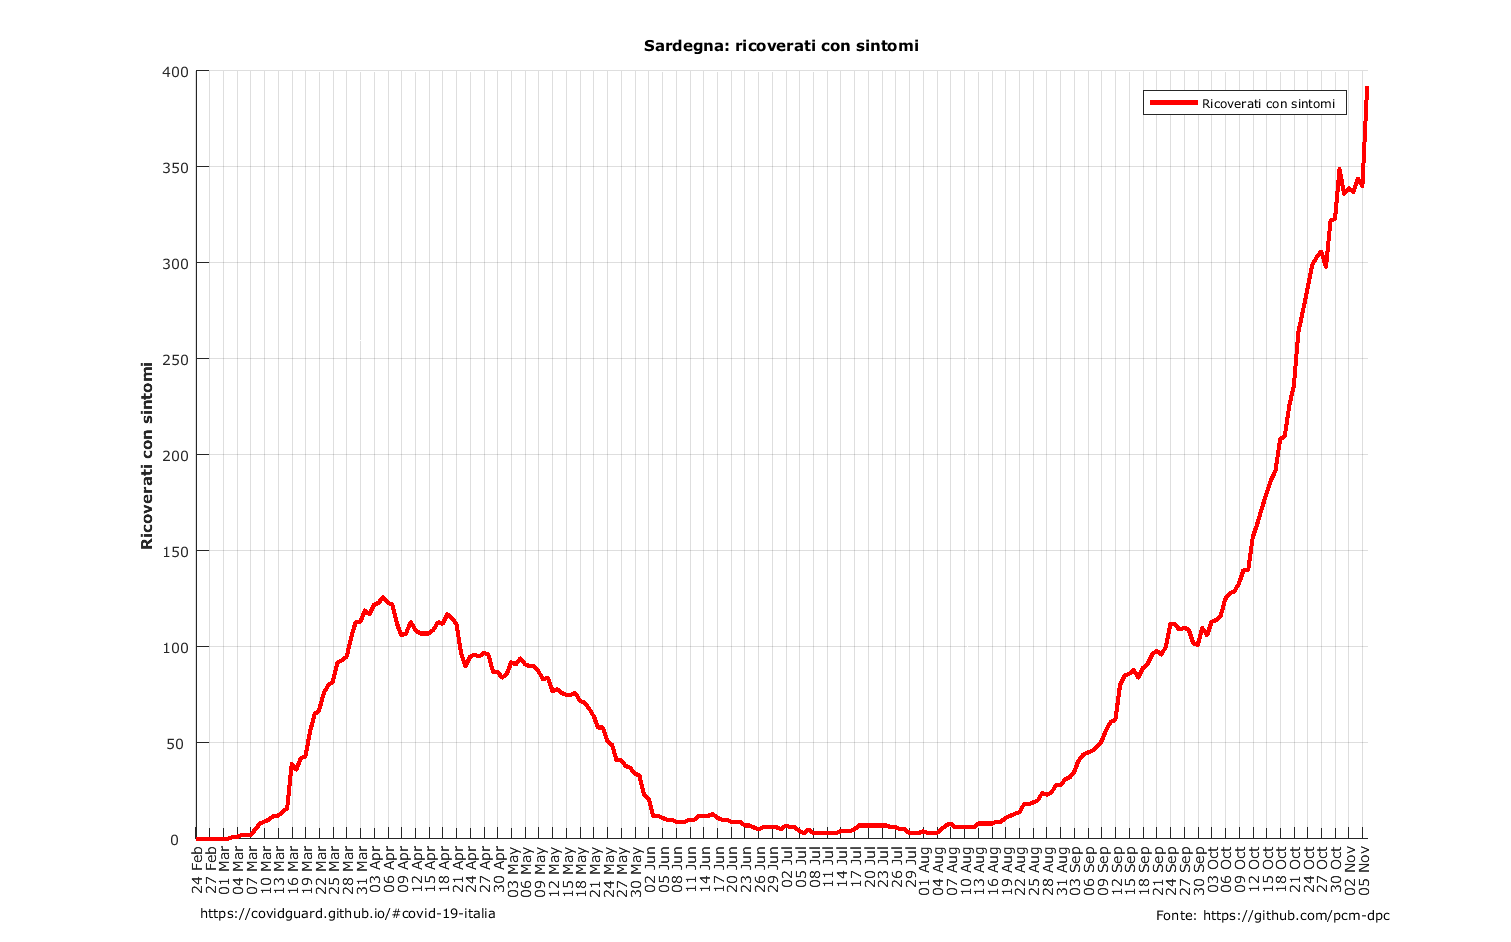 Sardegna: ricoverati con sintomi
Ricoverati con sintomi
400
350
300
250
200
150
100
50
0
Ricoverati con sintomi
24 Feb
27 Feb
01 Mar
04 Mar
07 Mar
10 Mar
13 Mar
16 Mar
19 Mar
22 Mar
25 Mar
28 Mar
31 Mar
03 Apr
06 Apr
09 Apr
12 Apr
15 Apr
18 Apr
21 Apr
24 Apr
27 Apr
30 Apr
03 May
06 May
09 May
12 May
15 May
18 May
21 May
24 May
27 May
30 May
02 Jun
05 Jun
08 Jun
11 Jun
14 Jun
17 Jun
20 Jun
23 Jun
26 Jun
29 Jun
02 Jul
05 Jul
08 Jul
11 Jul
14 Jul
17 Jul
20 Jul
23 Jul
26 Jul
29 Jul
01 Aug
04 Aug
07 Aug
10 Aug
13 Aug
16 Aug
19 Aug
22 Aug
25 Aug
28 Aug
31 Aug
03 Sep
06 Sep
09 Sep
12 Sep
15 Sep
18 Sep
21 Sep
24 Sep
27 Sep
30 Sep
03 Oct
06 Oct
09 Oct
12 Oct
15 Oct
18 Oct
21 Oct
24 Oct
27 Oct
30 Oct
02 Nov
05 Nov
https://covidguard.github.io/#covid-19-italia
Fonte: https://github.com/pcm-dpc